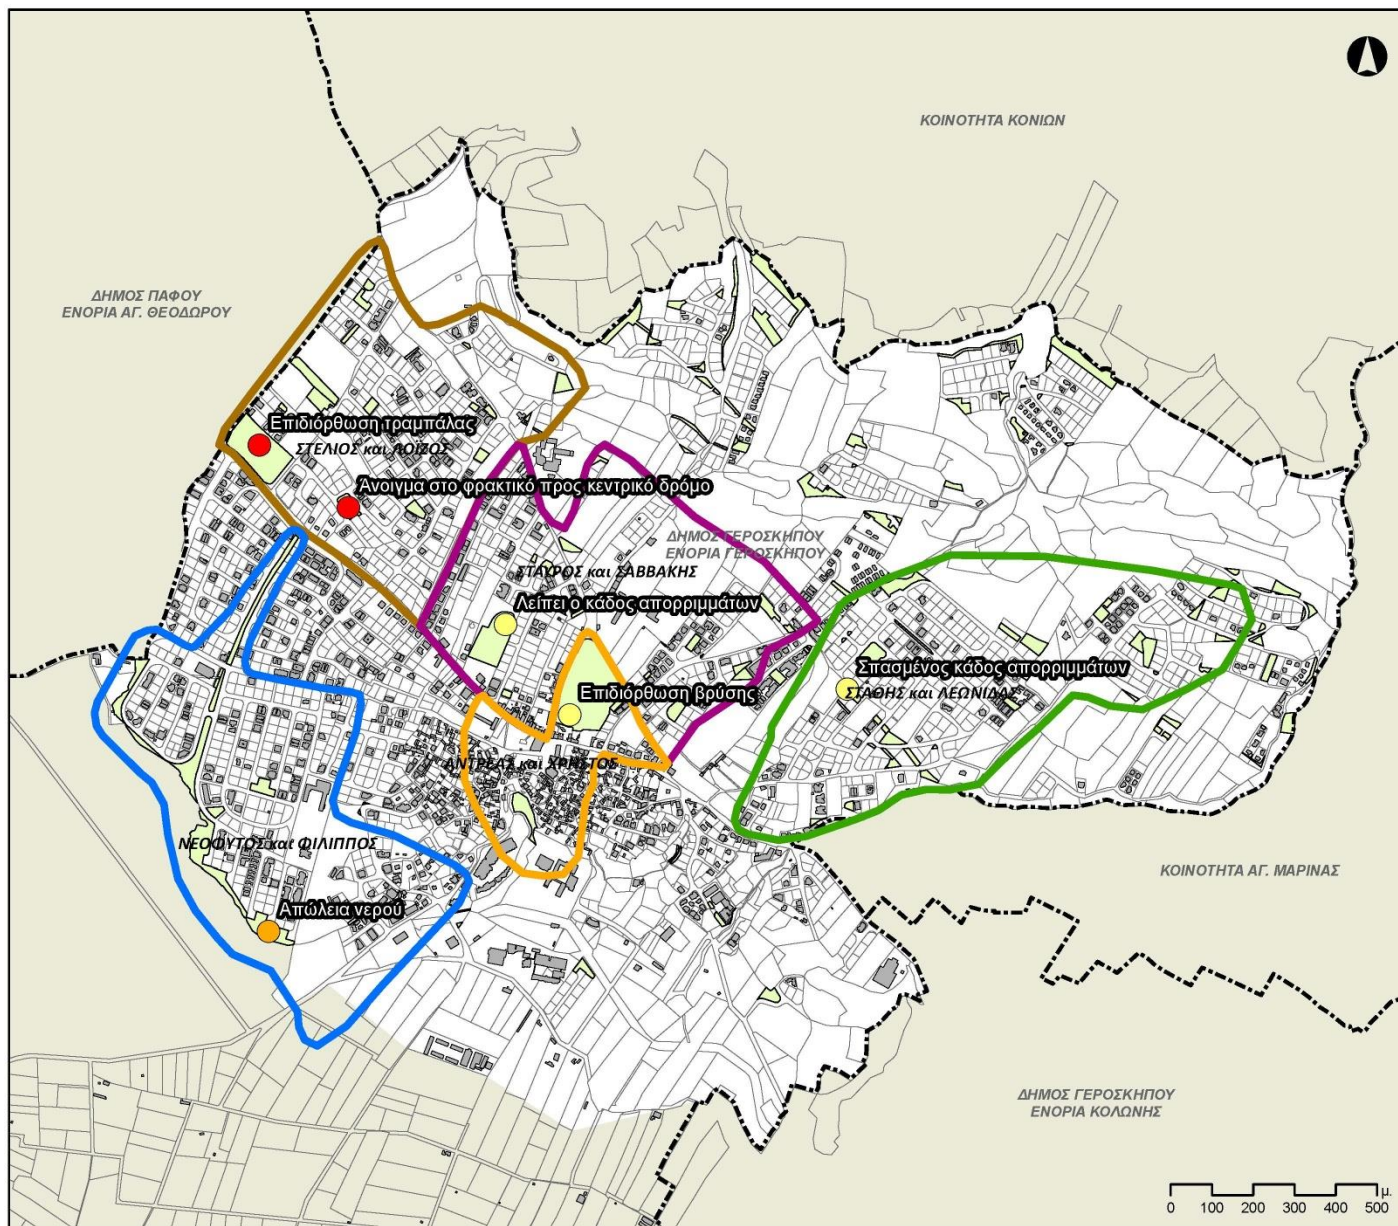 ΚΟΙΝΟΤΗΤΑ ΚΟΝΙΩΝ
ΔΗΜΟΣ ΠΑΦΟΥ
ΕΝΟΡΙΑ ΑΓ. ΘΕΟΔΩΡΟΥ
Επιδιόρθωση τραμπάλας
ΣΤΕΛΙΟΣ και ΛΟΙΖΟΣ
Άνοιγμα στο φρακτικό προς κεντρικό δρόμο
ΔΗΜΟΣ ΓΕΡΟΣΚΗΠΟΥ
ΕΝΟΡΙΑ ΓΕΡΟΣΚΗΠΟΥ
ΣΤΑΥΡΟΣ και ΣΑΒΒΑΚΗΣ
Λείπει ο κάδος απορριμμάτων
Σπασμένος κάδος απορριμμάτων
ΣΤΑΘΗΣ και ΛΕΩΝΙΔΑΣ
Επιδιόρθωση βρύσης
ΑΝΤΡΕΑΣ και ΧΡΗΣΤΟΣ
ΝΕΟΦΥΤΟΣ και ΦΙΛΙΠΠΟΣ
ΚΟΙΝΟΤΗΤΑ ΑΓ. ΜΑΡΙΝΑΣ
Απώλεια νερού
ΔΗΜΟΣ ΓΕΡΟΣΚΗΠΟΥ
ΕΝΟΡΙΑ ΚΟΛΩΝΗΣ
μ.
0 100 200 300 400 500